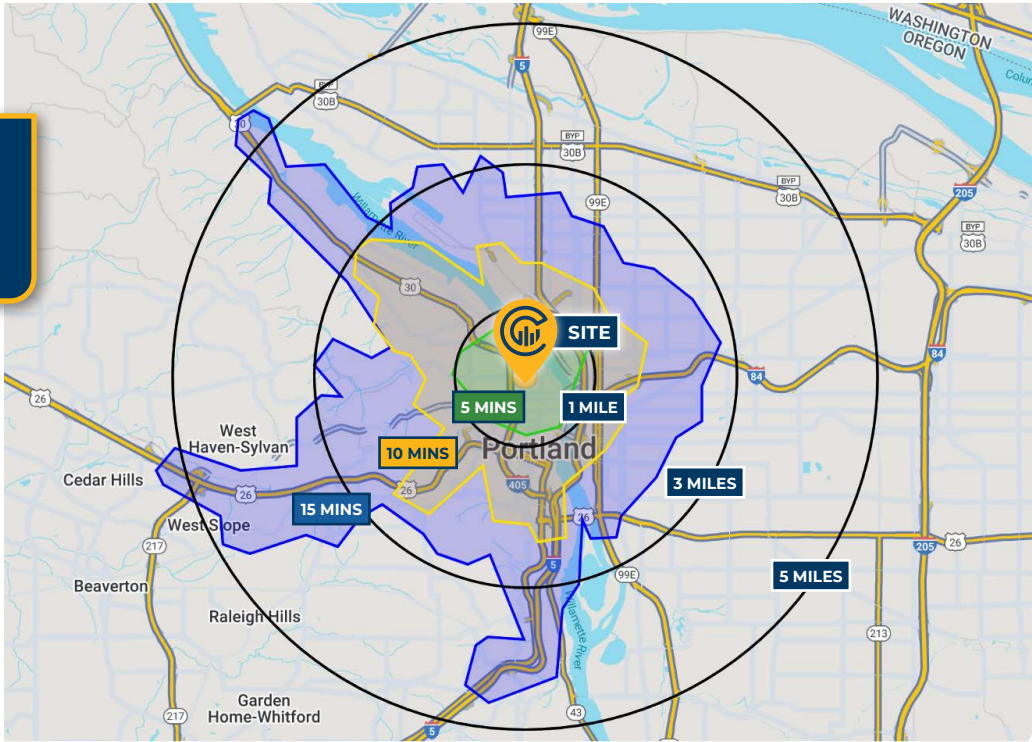 WASHINGTON
OREGON
99E
5
BYP
30B
BYP
30B
30
BYP
30B
205
BYP
30B
Willamette River
99E
30
SITE
84
84
26
5 MINS
1 MILE
West
Haven-Sylvan
10 MINS
Portland
Cedar Hills
405
3 MILES
26
26
15 MINS
26
West Slope
217
205
26
5
99E
5 MILES
Beaverton
Raleigh Hills
Willamette River
213
Garden
Home-Whitford
217
43
5